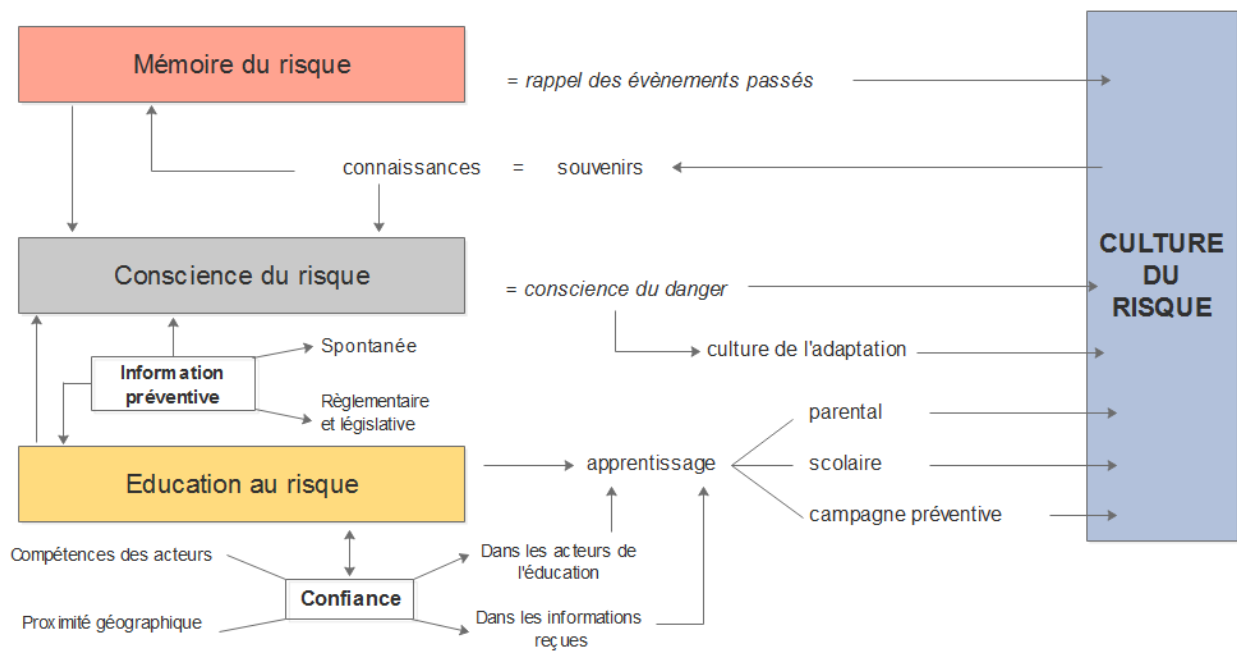 Mémoire du risque
= rappel des évènements passés
connaissances = souvenirs
CULTURE
DU
RISQUE
Conscience du risque
= conscience du danger
culture de l'adaptation
Information
préventive
Spontanée
Règlementaire
et législative
Education au risque
apprentissage
parental
scolaire
campagne préventive
Compétences des acteurs
Proximité géographique
Confiance
Dans les acteurs de
l'éducation
Dans les informations
reçues